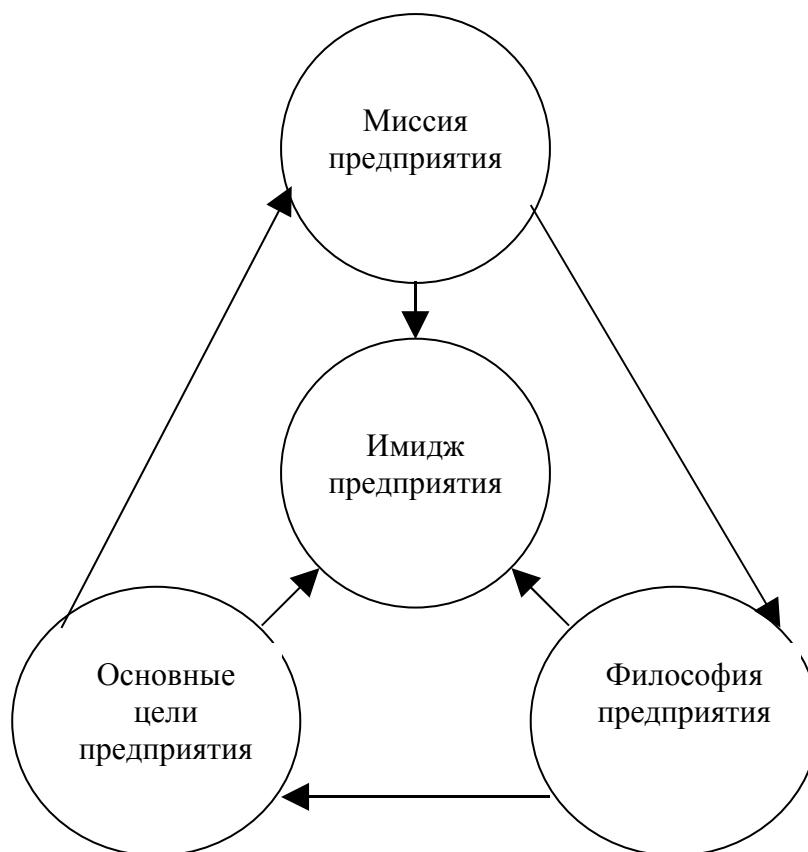 Миссия
предприятия
Имидж
предприятия
Основные
цели
предприятия
Философия
предприятия